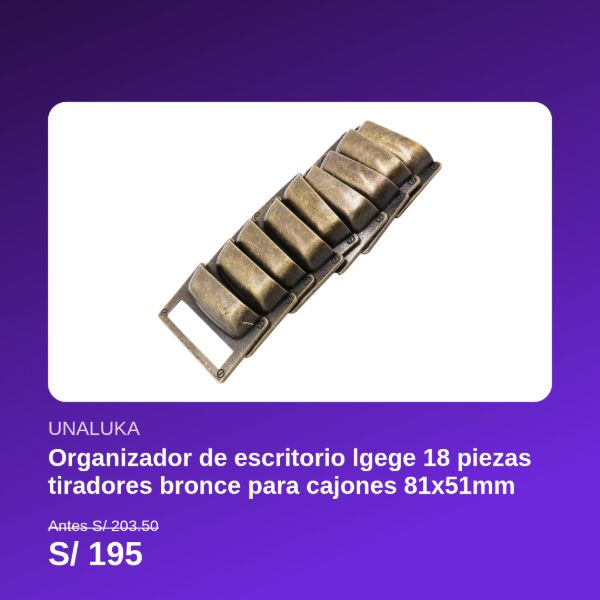 UNALUKA
Organizador de escritorio lgege 18 piezas
tiradores bronce para cajones 81x51mm
Antes S/ 203.50
S/ 195